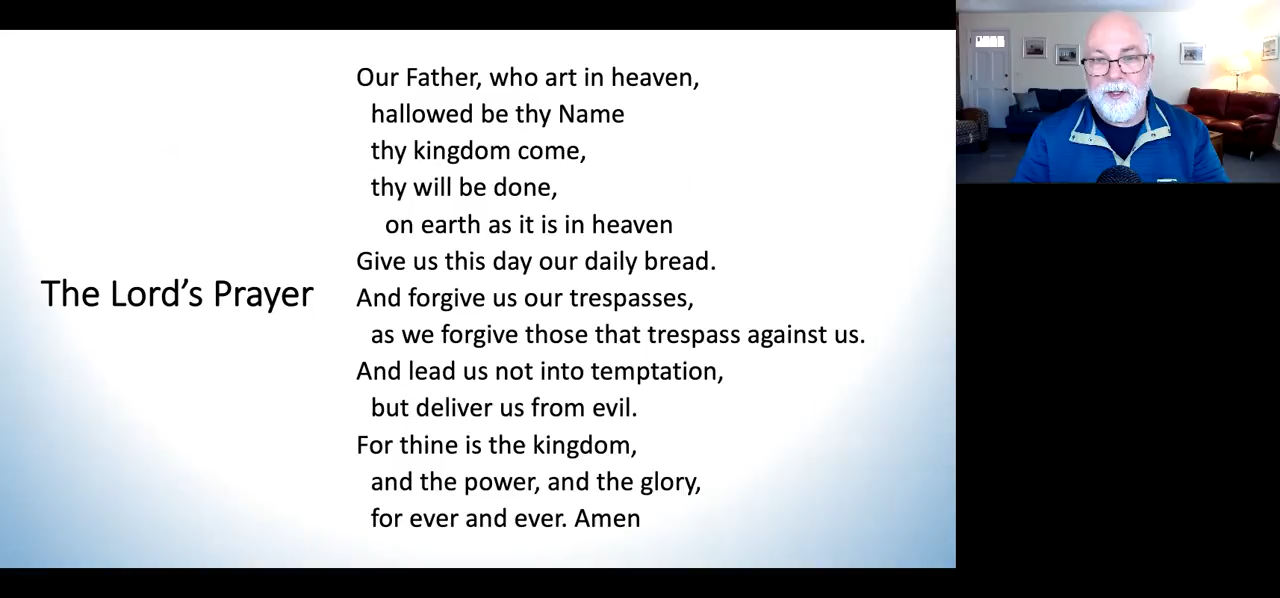 The Lord's Prayer
Our Father, who art in heaven,
hallowed be thy Name
thy kingdom come,
thy will be done,
on earth as it is in heaven
Give us this day our daily bread.
And forgive us our trespasses,
as we forgive those that trespass against us.
And lead us not into temptation,
but deliver us from evil.
For thine is the kingdom,
and the power, and the glory,
for ever and ever. Amen